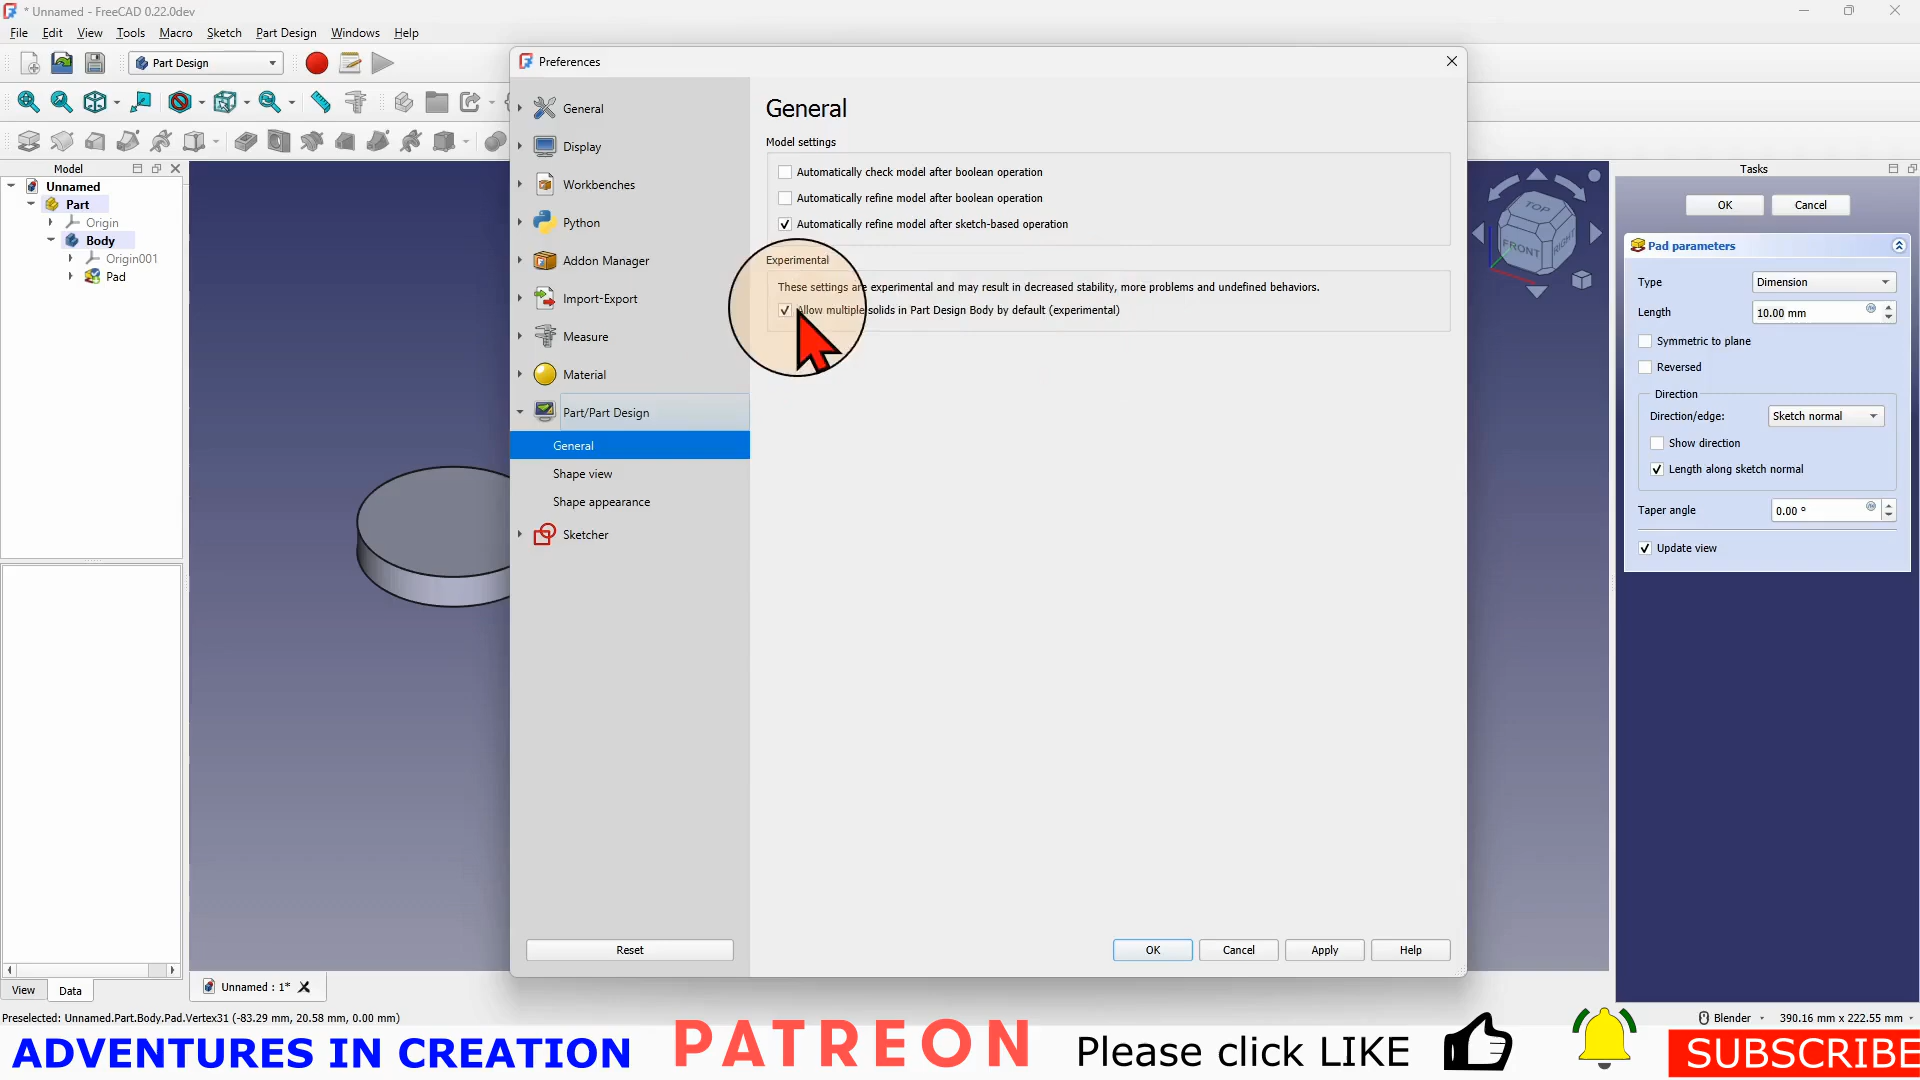 * Unnamed - FreeCAD 0.22.0dev
File Edit View Tools Macro Sketch Part Design Windows Help
Part Design
Model
Unnamed
Part
Origin
Body
Origin001
Pad
Preferences
General
Display
Workbenches
Python
Addon Manager
Import-Export
Measure
Material
Part/Part Design
General
Shape view
Shape appearance
Sketcher
Reset
General
Model settings
Automatically check model after boolean operation
Automatically refine model after boolean operation
Automatically refine model after sketch-based operation
Experimental
These settings are experimental and may result in decreased stability, more problems and undefined behaviors.
Allow multiple solids in Part Design Body by default (experimental)
OK Cancel Apply Help
TOP
FRONT
RIGHT
Tasks
OK Cancel
Pad parameters
Type Dimension
Length 10.00 mm
Symmetric to plane
Reversed
Direction
Direction/edge: Sketch normal
Show direction
Length along sketch normal
Taper angle 0.00 °
Update view
View Data
Unnamed : 1*
Preselected: Unnamed.Part.Body.Pad.Vertex31 (-83.29 mm, 20.58 mm, 0.00 mm)
Blender 390.16 mm x 222.55 mm
ADVENTURES IN CREATION PATREON Please click LIKE SUBSCRIBE